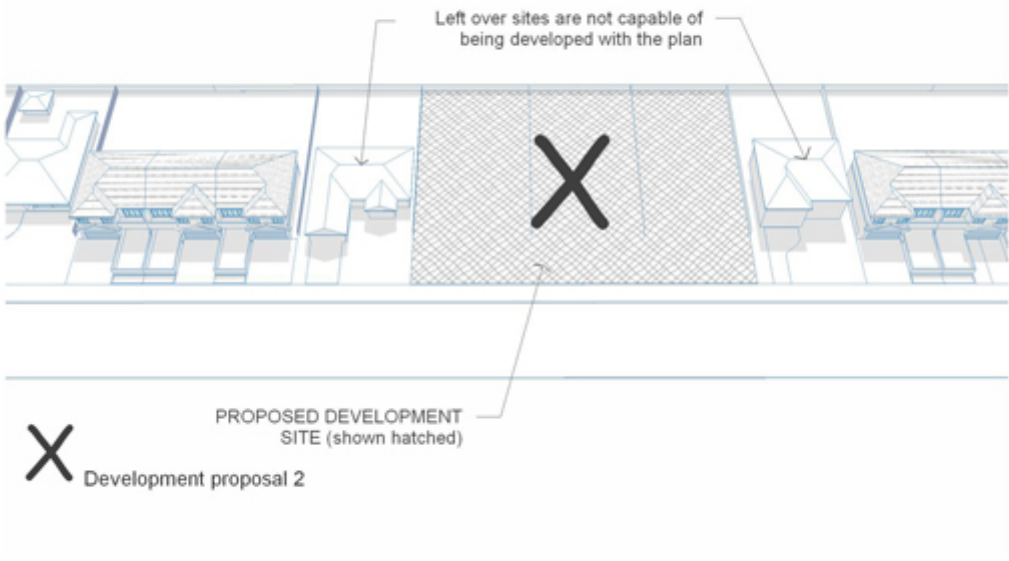 Left over sites are not capable of
being developed with the plan
X
PROPOSED DEVELOPMENT
SITE (shown hatched)
X
Development proposal 2